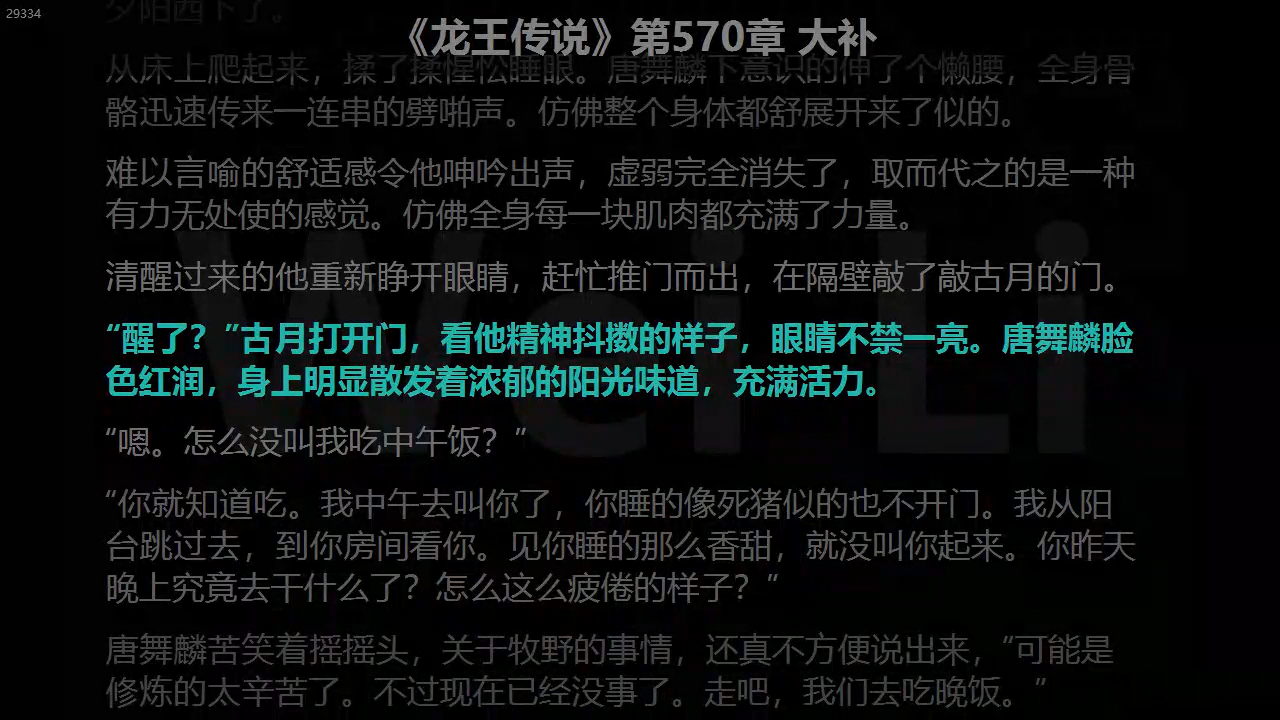 29334
夕阳西下了。
《龙王传说》第570章 大补
从床上爬起来，揉了揉惺忪睡眼。唐舞麟下意识的伸了个懒腰，全身骨
骼迅速传来一连串的劈啪声。仿佛整个身体都舒展开来了似的。
难以言喻的舒适感令他呻吟出声，虚弱完全消失了，取而代之的是一种
有力无处使的感觉。仿佛全身每一块肌肉都充满了力量。
清醒过来的他重新睁开眼睛，赶忙推门而出，在隔壁敲了敲古月的门。
“醒了？”古月打开门，看他精神抖擞的样子，眼睛不禁一亮。唐舞麟脸
色红润，身上明显散发着浓郁的阳光味道，充满活力。
“嗯。怎么没叫我吃中午饭？”
“你就知道吃。我中午去叫你了，你睡的像死猪似的也不开门。我从阳
台跳过去，到你房间看你。见你睡的那么香甜，就没叫你起来。你昨天
晚上究竟去干什么了？怎么这么疲倦的样子？”
唐舞麟苦笑着摇摇头，关于牧野的事情，还真不方便说出来，“可能是
修炼的太辛苦了。不过现在已经没事了。走吧，我们去吃晚饭。”
Wei Li